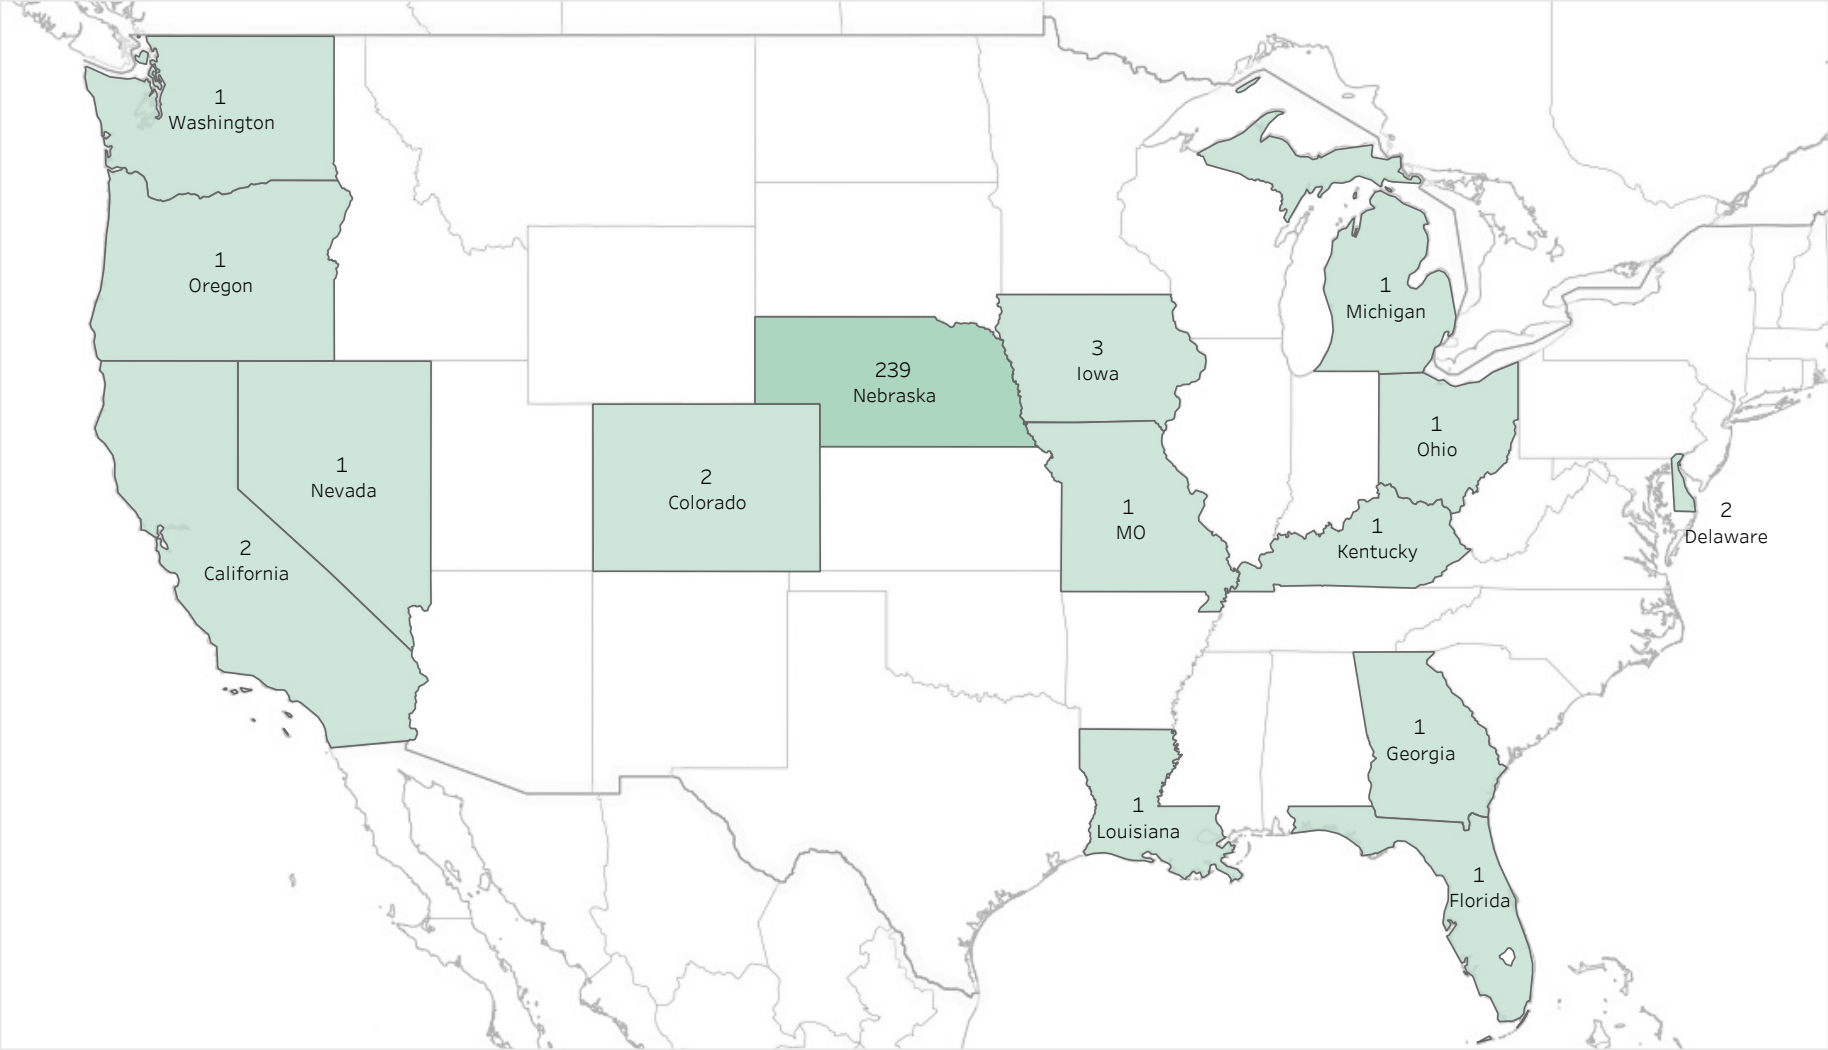 1
Washington
1
Oregon
1
Michigan
3
Iowa
239
Nebraska
1
Ohio
1
Nevada
2
Colorado
1
MO
2
Delaware
1
Kentucky
2
California
1
Georgia
1
Louisiana
1
Florida